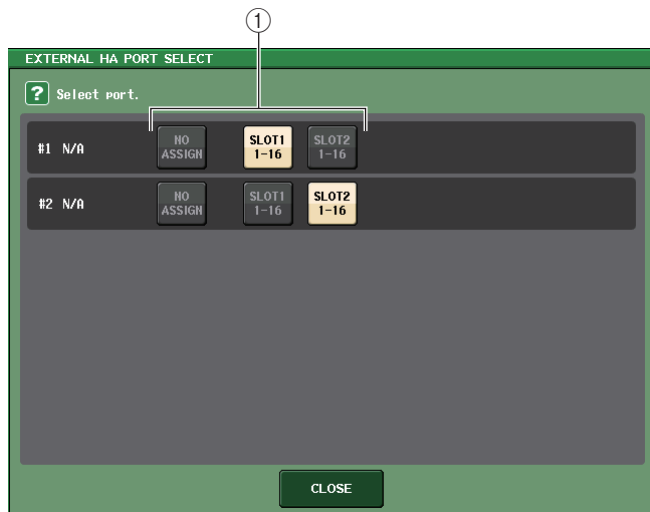 ①
EXTERNAL HA PORT SELECT
? Select port.
#1 N/A
NO ASSIGN
SLOT1 1-16
SLOT2 1-16
#2 N/A
NO ASSIGN
SLOT1 1-16
SLOT2 1-16
CLOSE